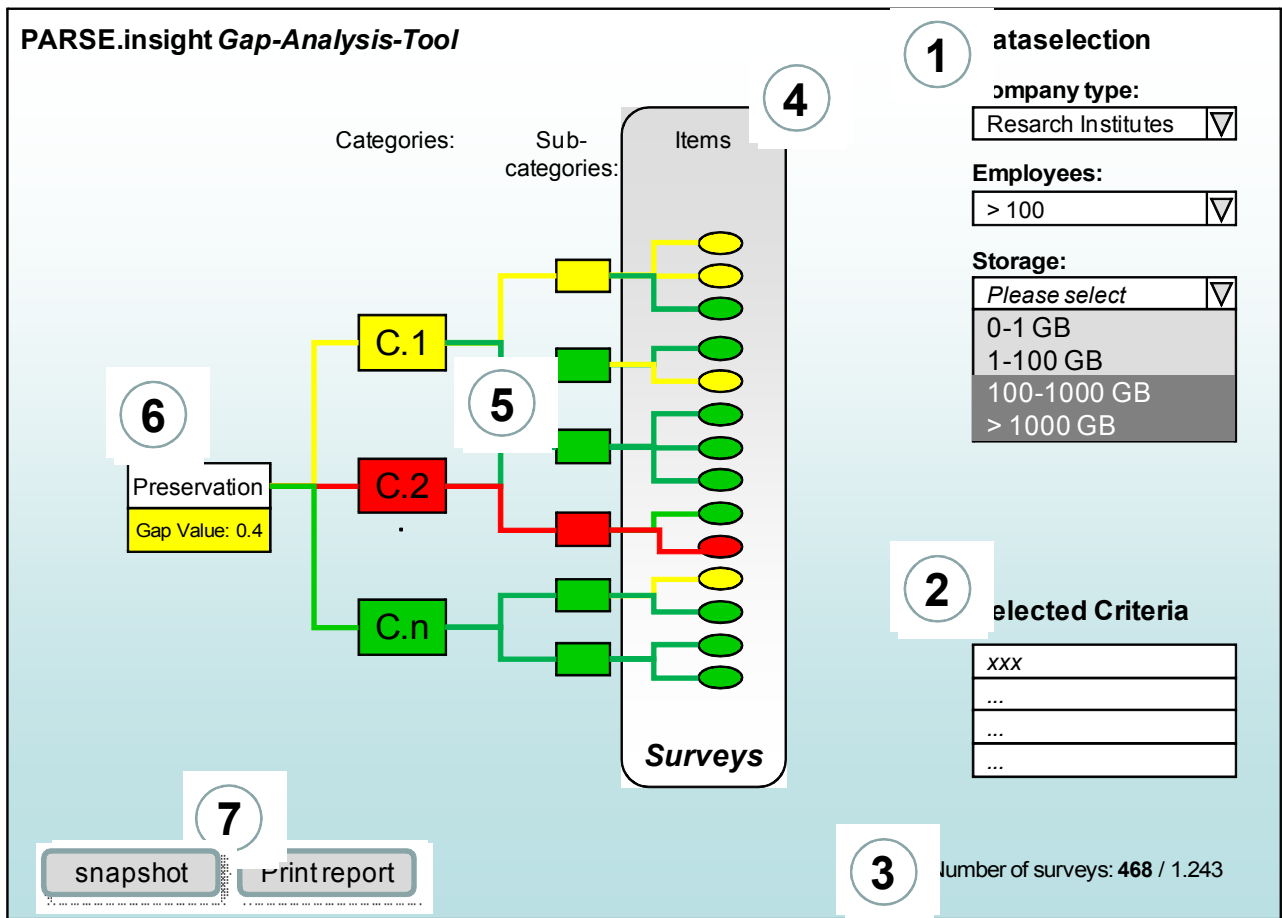 PARSE.insight Gap-Analysis-Tool
1
ataselection
ompany type:
Resarch Institutes
Employees:
> 100
Storage:
Please select
0-1 GB
1-100 GB
100-1000 GB
> 1000 GB
4
Categories:
Sub-
categories:
Items
C.1
5
6
Preservation
Gap Value: 0.4
C.2
.
C.n
Surveys
2
elected Criteria
xxx
...
...
...
7
snapshot
Print report
3
Number of surveys: 468 / 1.243